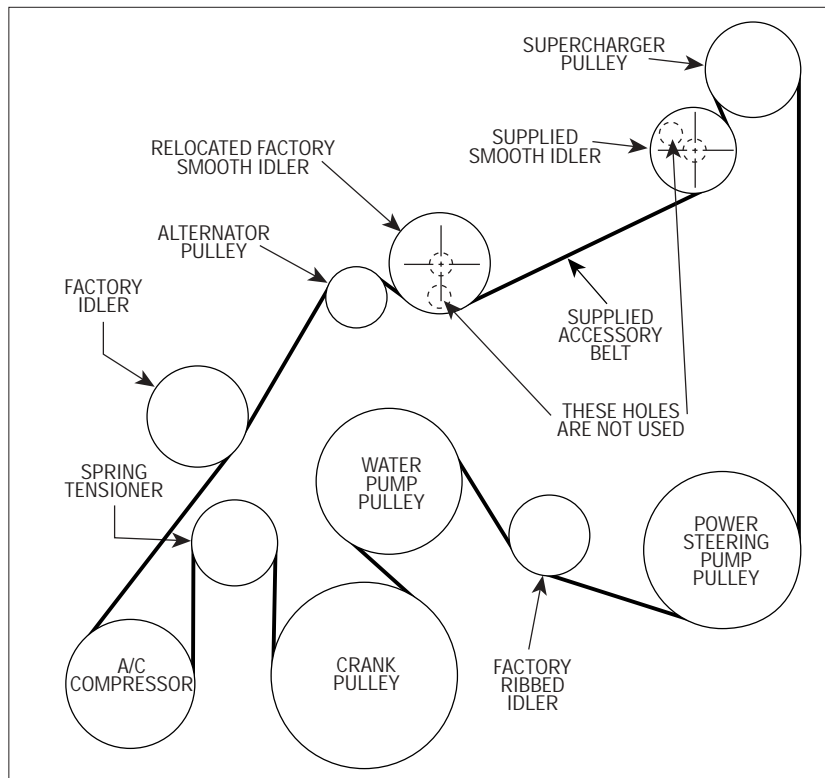 SUPERCHARGER
PULLEY
SUPPLIED
SMOOTH IDLER
RELOCATED FACTORY
SMOOTH IDLER
ALTERNATOR
PULLEY
FACTORY
IDLER
SUPPLIED
ACCESSORY
BELT
THESE HOLES
ARE NOT USED
SPRING
TENSIONER
WATER
PUMP
PULLEY
POWER
STEERING
PUMP
PULLEY
A/C
COMPRESSOR
CRANK
PULLEY
FACTORY
RIBBED
IDLER